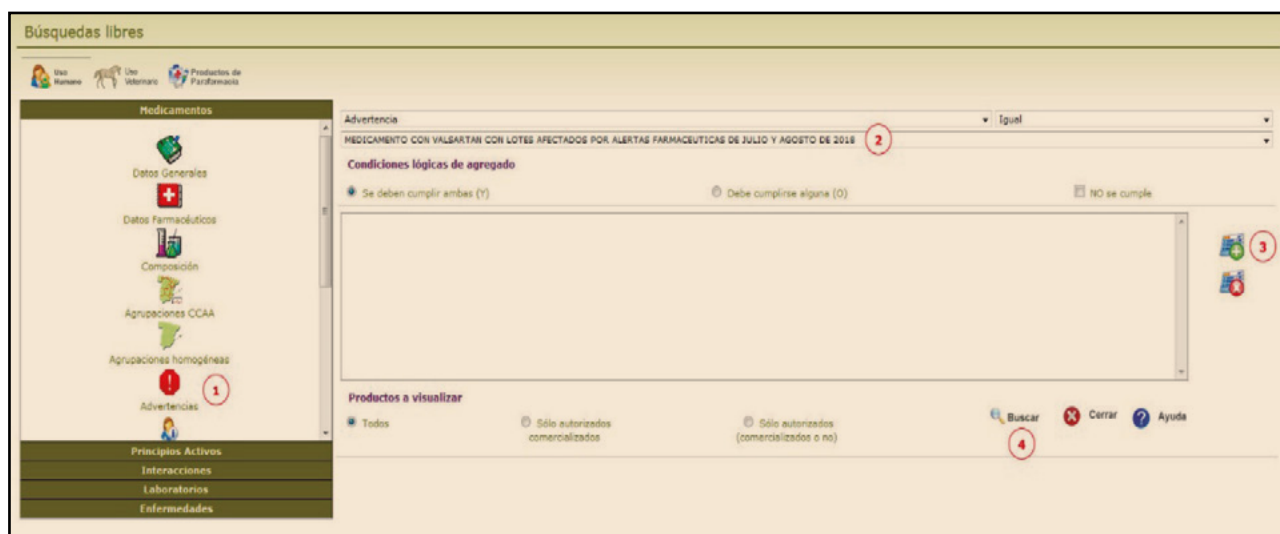 Búsquedas libres
Uso Humano
Uso Veterinario
Productos de Parafarmacia
Medicamentos
Datos Generales
Datos Farmacéuticos
Composición
Agrupaciones CCAA
Agrupaciones homogéneas
Advertencias
1
Principios Activos
Interacciones
Laboratorios
Enfermedades
Advertencia
Igual
MEDICAMENTO CON VALSARTAN CON LOTES AFECTADOS POR ALERTAS FARMACEUTICAS DE JULIO Y AGOSTO DE 2018
2
Condiciones lógicas de agregado
Se deben cumplir ambas (Y)
Debe cumplirse alguna (O)
NO se cumple
3
Productos a visualizar
Todos
Sólo autorizados
comercializados
Sólo autorizados
(comercializados o no)
Buscar
4
Cerrar
Ayuda